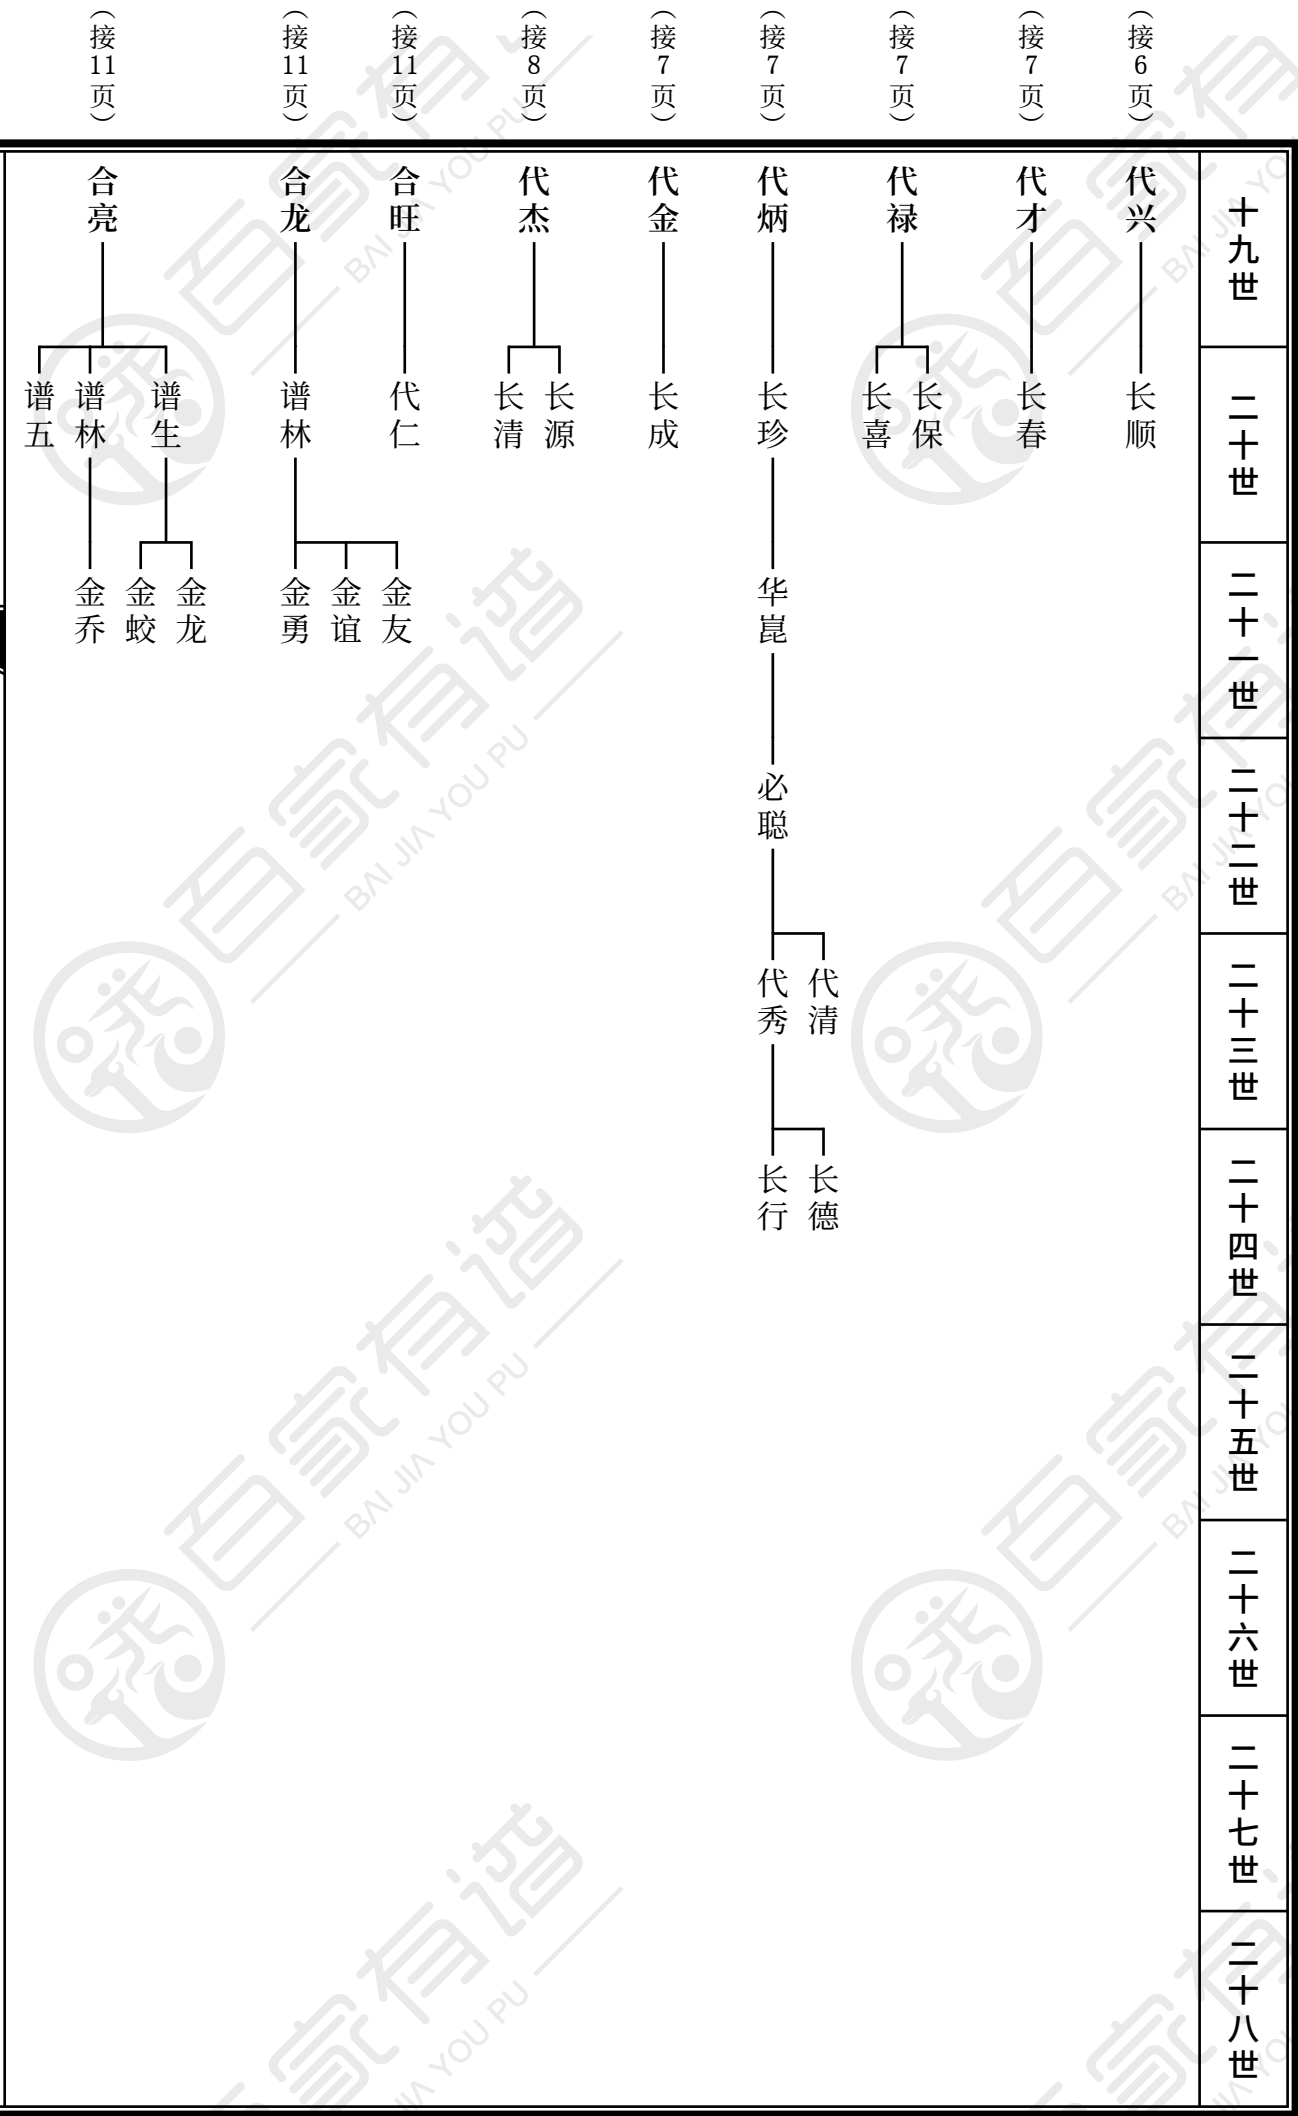 （接6页）
（接7页）
（接7页）
（接7页）
（接7页）
（接8页）
（接11页）
（接11页）
（接11页）
十九世
代兴
代才
代禄
代炳
代金
代杰
合旺
合龙
合亮
二十世
长顺
长春
长保
长喜
长珍
长成
长源
长清
代仁
谱林
谱生
谱林
谱五
二十一世
华崑
金友
金谊
金勇
金龙
金蛟
金乔
二十二世
必聪
二十三世
代清
代秀
二十四世
长德
长行
二十五世
二十六世
二十七世
二十八世
百家有谱
BAI JIA YOU PU